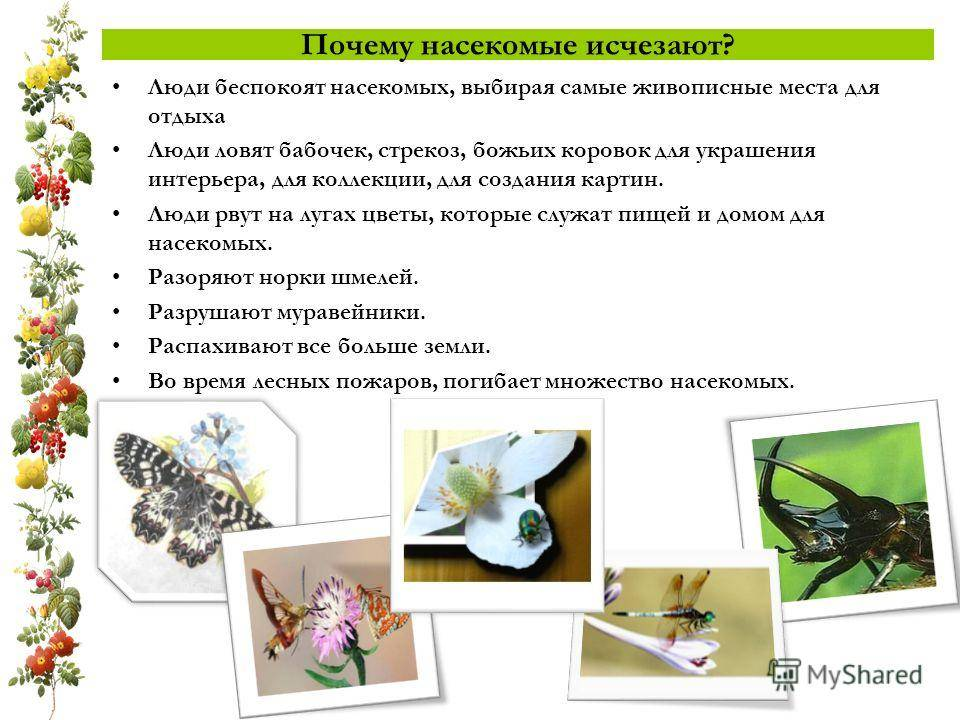 Почему насекомые исчезают?
• Люди беспокоят насекомых, выбирая самые живописные места для
отдыха
• Люди ловят бабочек, стрекоз, божьих коровок для украшения
интерьера, для коллекции, для создания картин.
• Люди рвут на лугах цветы, которые служат пищей и домом для
насекомых.
• Разоряют норки шмелей.
• Разрушают муравейники.
• Распахивают все больше земли.
• Во время лесных пожаров, погибает множество насекомых.
MyShared